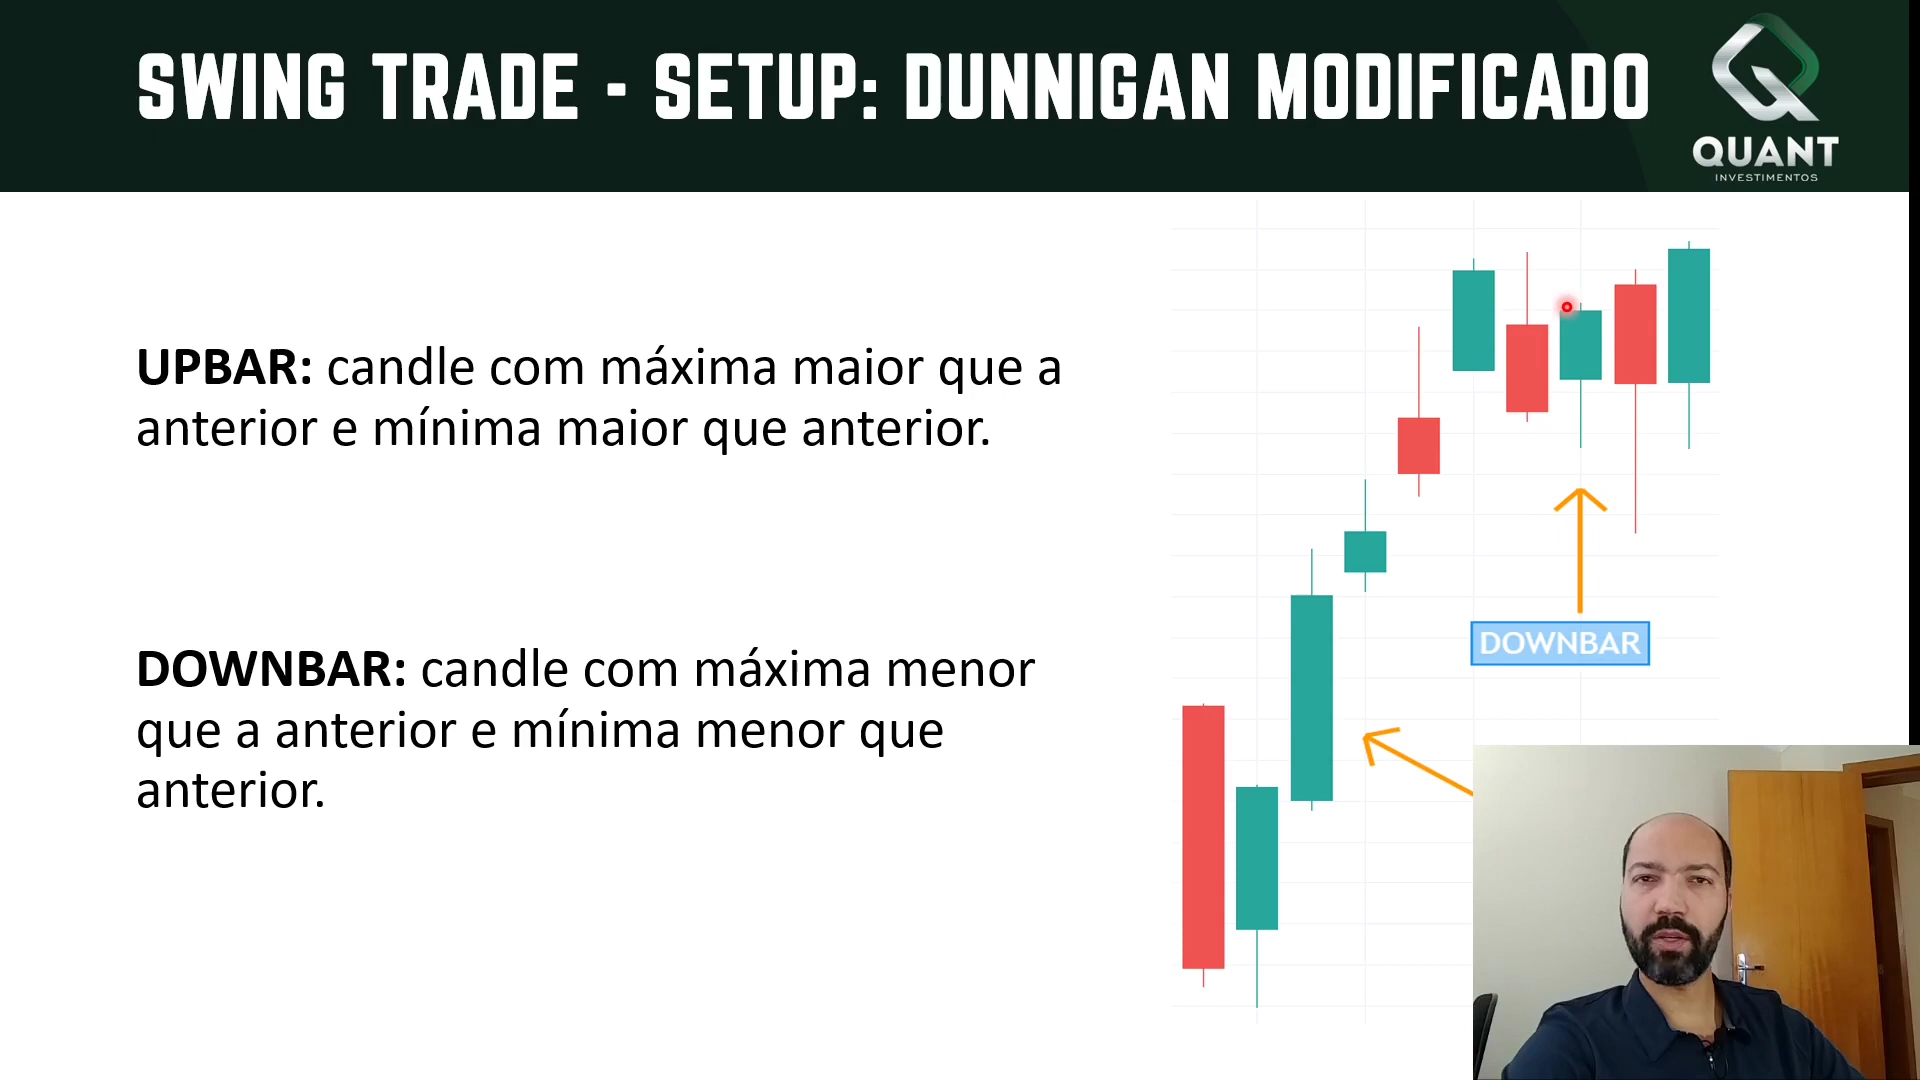 SWING TRADE - SETUP: DUNNIGAN MODIFICADO
QUANT
INVESTIMENTOS
UPBAR: candle com máxima maior que a
anterior e mínima maior que anterior.
DOWNBAR
DOWNBAR: candle com máxima menor
que a anterior e mínima menor que
anterior.